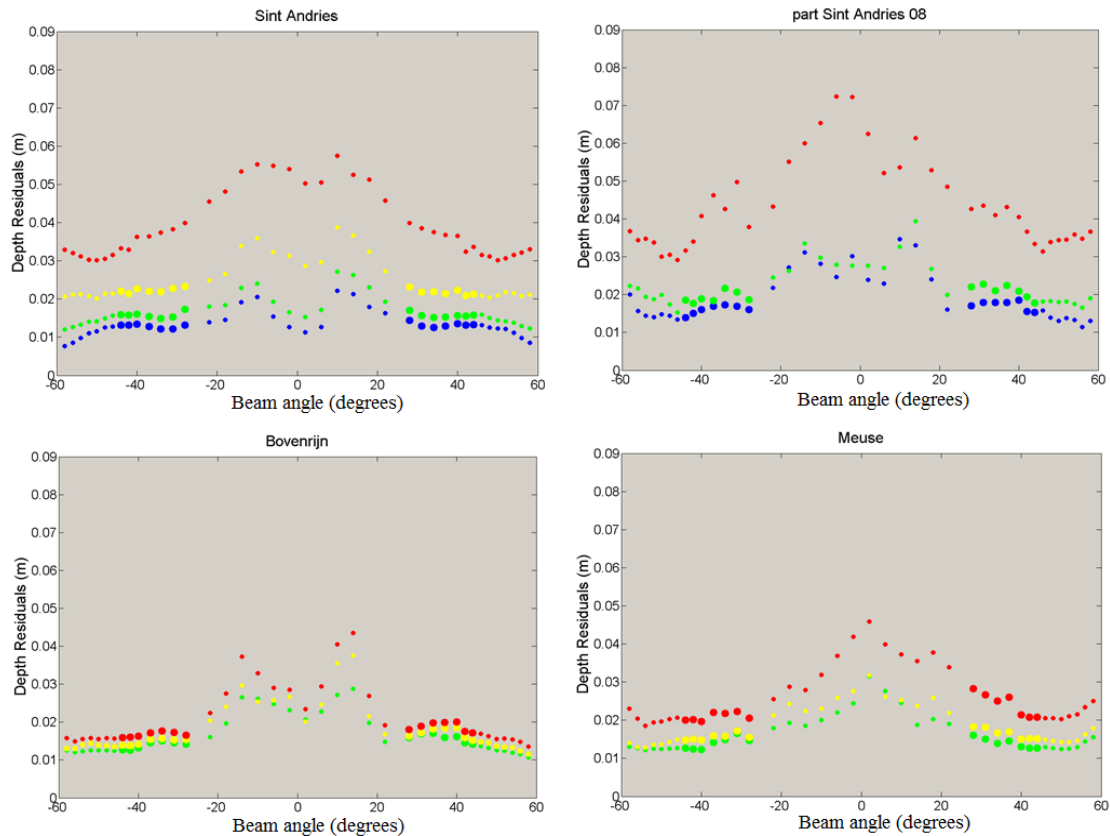 Sint Andries
0.09
0.08
0.07
0.06
0.05
0.04
0.03
0.02
0.01
0
Depth Residuals (m)
-60 -40 -20 0 20 40 60
Beam angle (degrees)
part Sint Andries 08
0.09
0.08
0.07
0.06
0.05
0.04
0.03
0.02
0.01
0
Depth Residuals (m)
-60 -40 -20 0 20 40 60
Beam angle (degrees)
Bovenrijn
0.09
0.08
0.07
0.06
0.05
0.04
0.03
0.02
0.01
0
Depth Residuals (m)
-60 -40 -20 0 20 40 60
Beam angle (degrees)
Meuse
0.09
0.08
0.07
0.06
0.05
0.04
0.03
0.02
0.01
0
Depth Residuals (m)
-60 -40 -20 0 20 40 60
Beam angle (degrees)